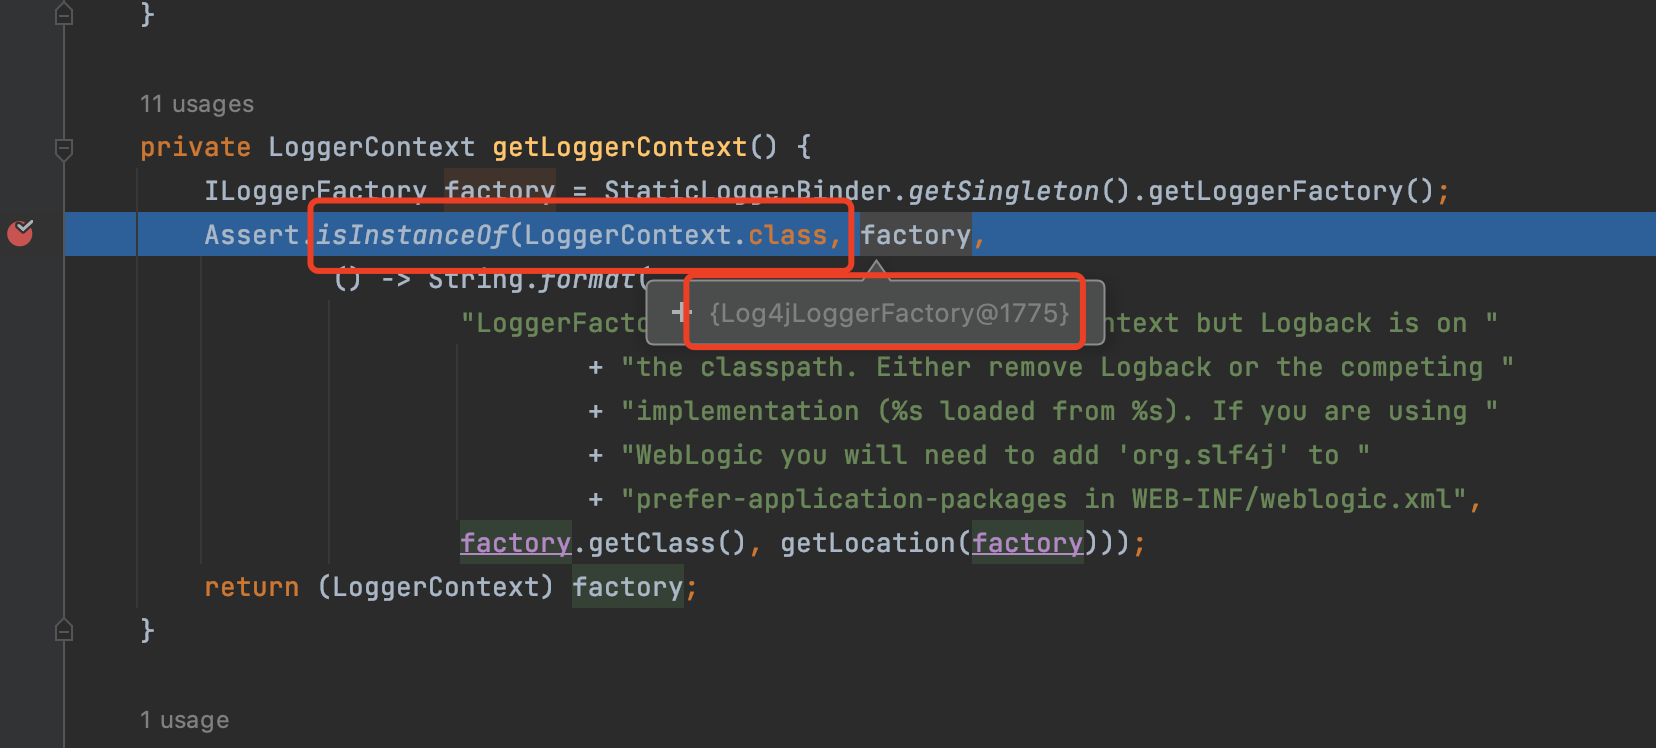 }
11 usages
private LoggerContext getLoggerContext() {
ILoggerFactory factory = StaticLoggerBinder.getSingleton().getLoggerFactory();
Assert.isInstanceOf(LoggerContext.class, factory,
() -> String.format(
{Log4jLoggerFactory@1775}
"LoggerFacto ntext but Logback is on "
+ "the classpath. Either remove Logback or the competing "
+ "implementation (%s loaded from %s). If you are using "
+ "WebLogic you will need to add 'org.slf4j' to "
+ "prefer-application-packages in WEB-INF/weblogic.xml",
factory.getClass(), getLocation(factory)));
return (LoggerContext) factory;
}
1 usage